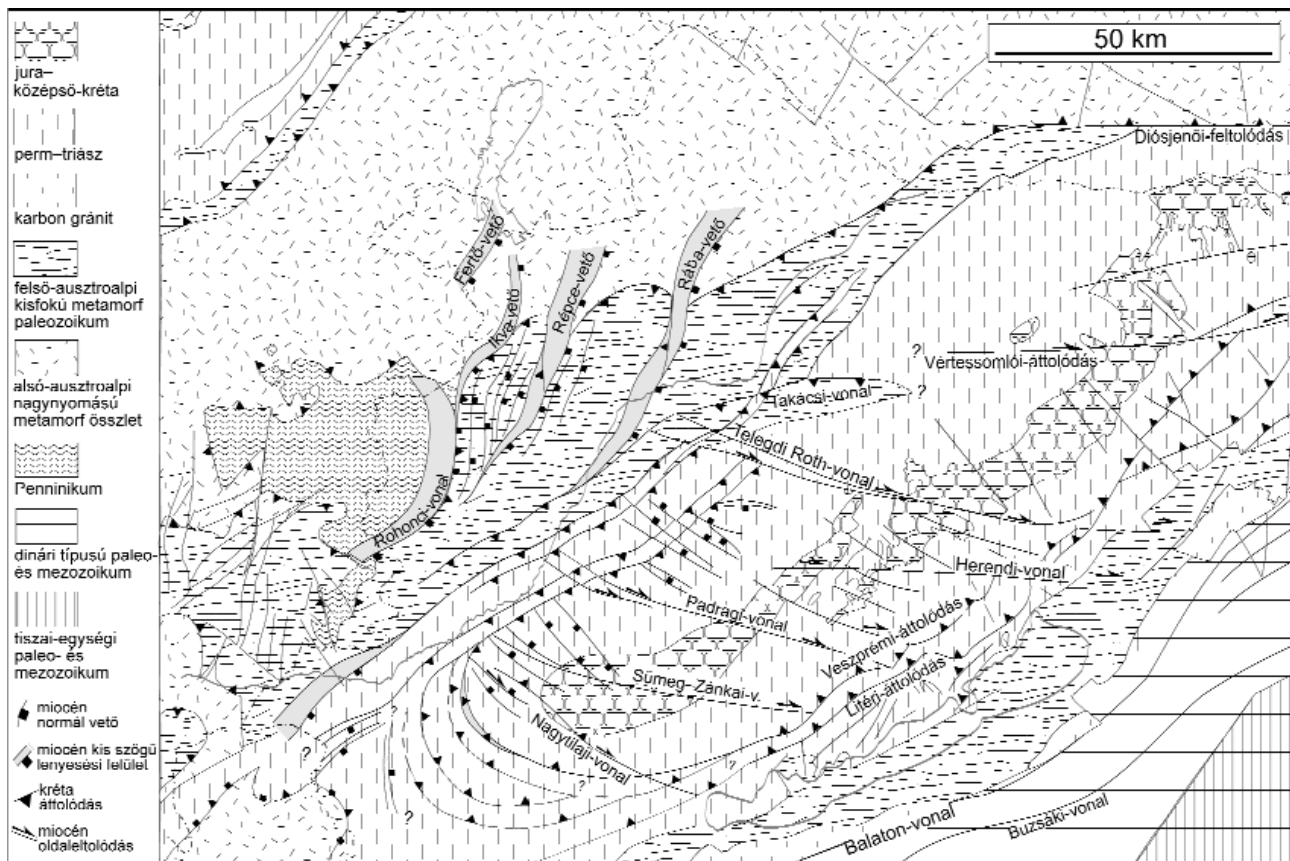 jura–
középső-kréta
perm–triász
karbon gránit
felső-ausztroalpi
kisfokú metamorf
paleozoikum
alsó-ausztroalpi
nagynyomású
metamorf összlet
Penninikum
dinári típusú paleo-
és mezozoikum
tiszai-egységi
paleo- és
mezozoikum
miocén
normál vető
miocén kis szögű
lenyesési felület
kréta
áttolódás
miocén
oldaleltolódás
50 km
Diósjenői-feltolódás
Fertő-vető
Ikva-vető
Répce-vető
Rába-vető
?
Vértessomlói-áttolódás
Takácsi-vonal
?
Telegdi Roth-vonal
Rohonci-vonal
Herendi-vonal
Padragi-vonal
Veszprémi-áttolódás
Litéri-áttolódás
Sümeg-Zánkai-v.
Nagytilaji-vonal
?
?
?
?
?
Balaton-vonal
Buzsáki-vonal